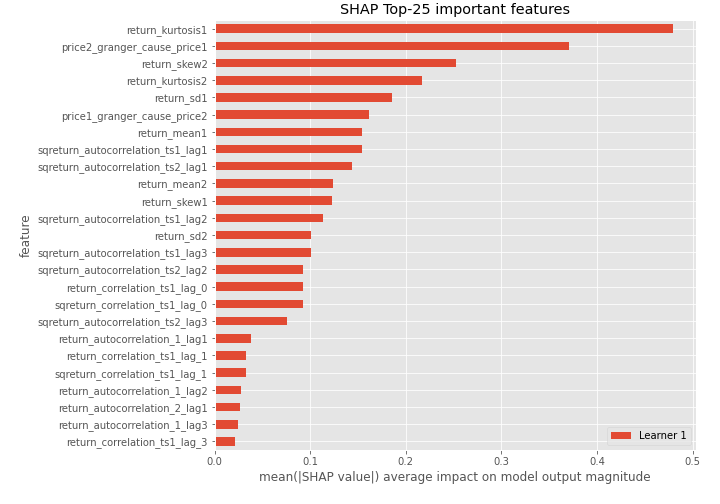 SHAP Top-25 important features
return_kurtosis1
price2_granger_cause_price1
return_skew2
return_kurtosis2
return_sd1
price1_granger_cause_price2
return_mean1
sqreturn_autocorrelation_ts1_lag1
sqreturn_autocorrelation_ts2_lag1
return_mean2
return_skew1
sqreturn_autocorrelation_ts1_lag2
return_sd2
sqreturn_autocorrelation_ts1_lag3
sqreturn_autocorrelation_ts2_lag2
return_correlation_ts1_lag_0
sqreturn_correlation_ts1_lag_0
sqreturn_autocorrelation_ts2_lag3
return_autocorrelation_1_lag1
return_correlation_ts1_lag_1
sqreturn_correlation_ts1_lag_1
return_autocorrelation_1_lag2
return_autocorrelation_2_lag1
return_autocorrelation_1_lag3
return_correlation_ts1_lag_3
feature
Learner 1
0.0 0.1 0.2 0.3 0.4 0.5
mean(|SHAP value|) average impact on model output magnitude